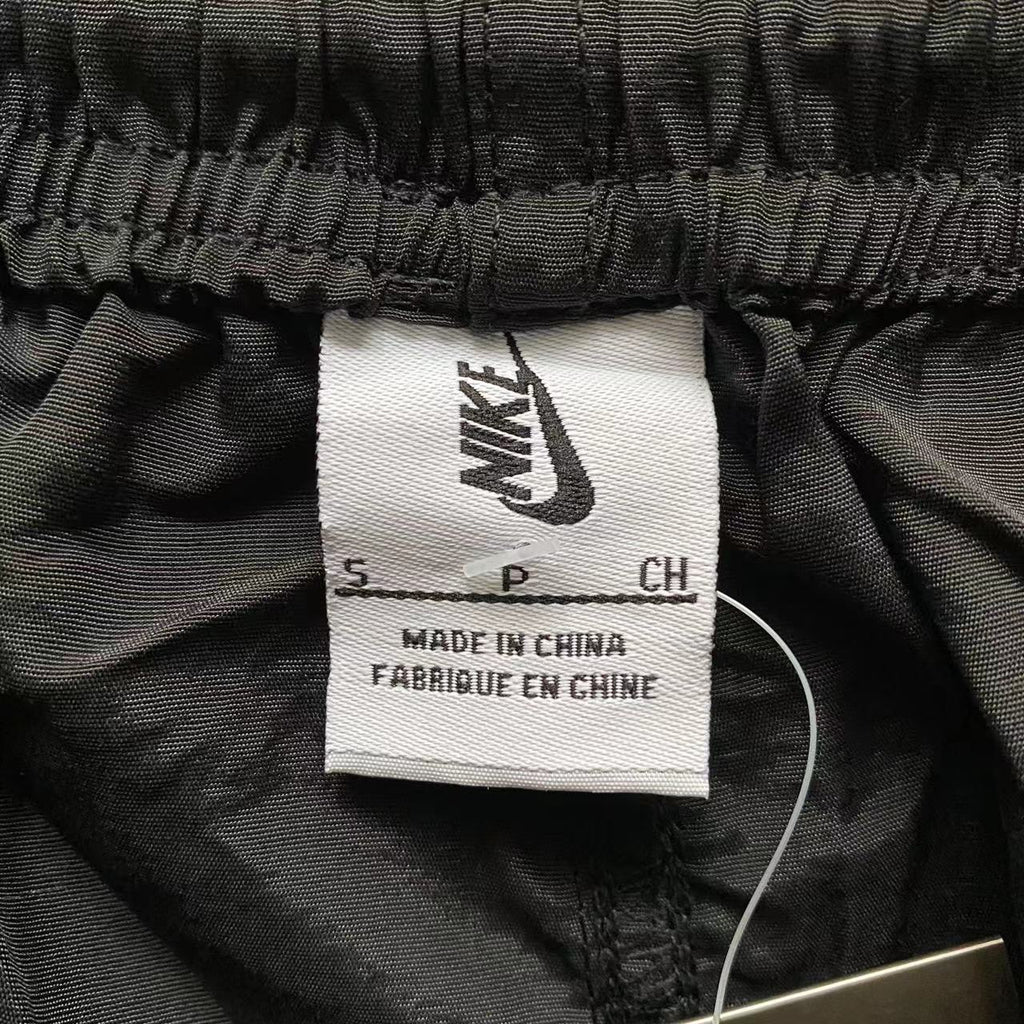 NIKE
S P CH
MADE IN CHINA
FABRIQUE EN CHINE